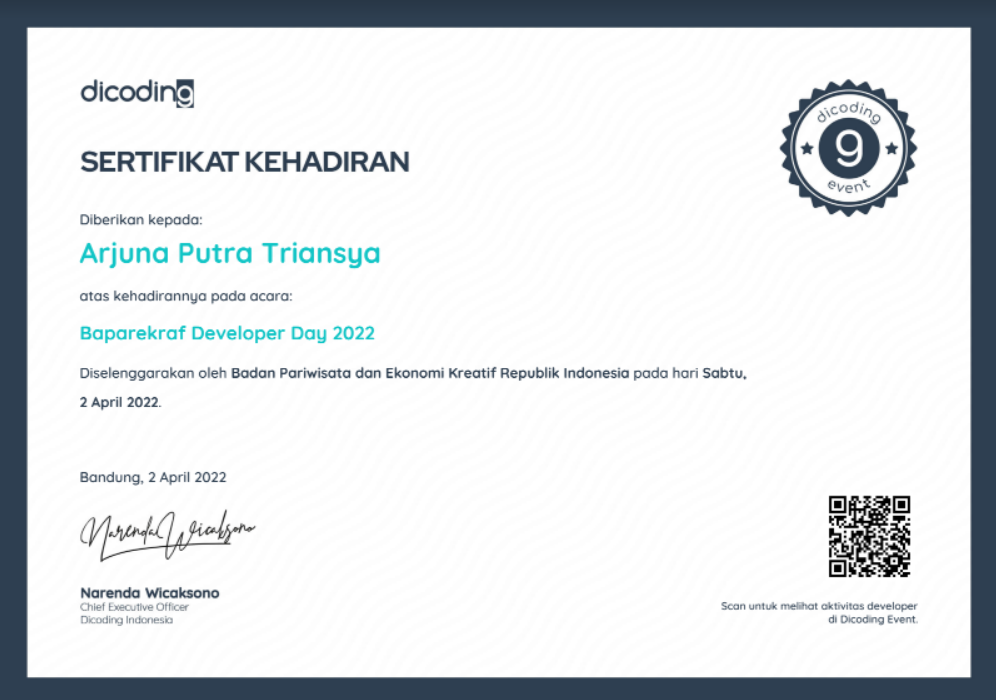 dicoding
SERTIFIKAT KEHADIRAN
dicoding
9
event
Diberikan kepada:
Arjuna Putra Triansya
atas kehadirannya pada acara:
Baparekraf Developer Day 2022
Diselenggarakan oleh Badan Pariwisata dan Ekonomi Kreatif Republik Indonesia pada hari Sabtu,
2 April 2022.
Bandung, 2 April 2022
Narenda Wicaksono
Narenda Wicaksono
Chief Executive Officer
Dicoding Indonesia
Scan untuk melihat aktivitas developer
di Dicoding Event.